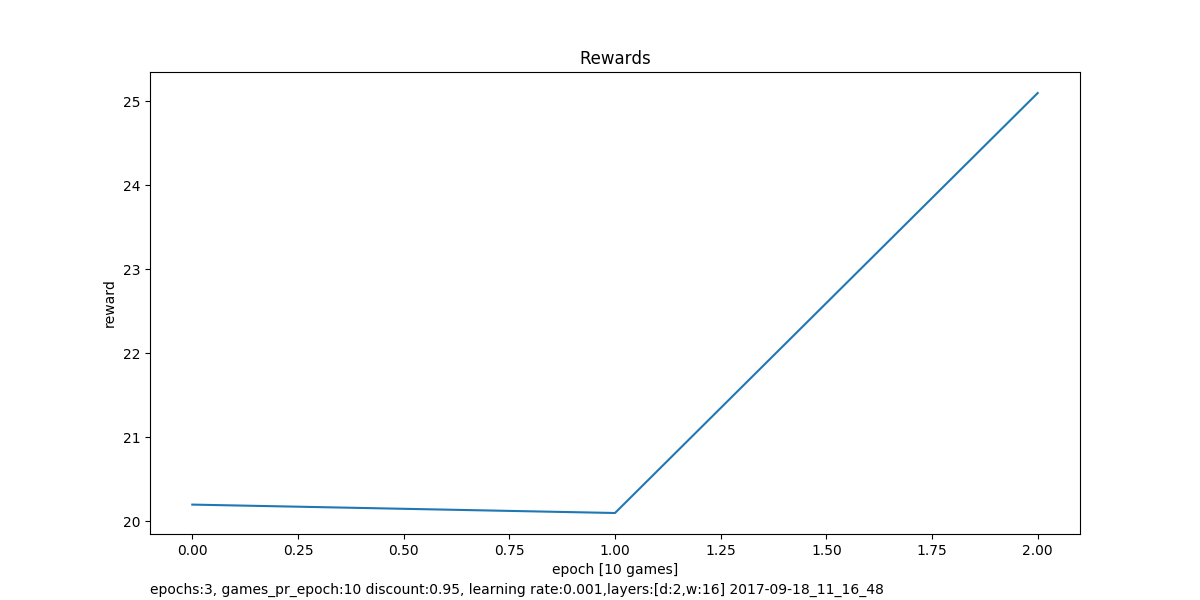 Rewards
25
24
23
22
21
20
reward
0.00 0.25 0.50 0.75 1.00 1.25 1.50 1.75 2.00
epoch [10 games]
epochs:3, games_pr_epoch:10 discount:0.95, learning rate:0.001,layers:[d:2,w:16] 2017-09-18_11_16_48